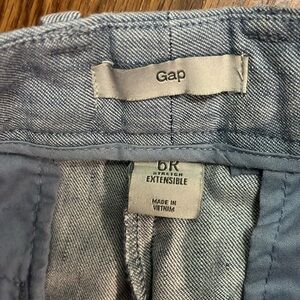 Gap
6R
STRETCH
EXTENSIBLE
MADE IN
VIETNAM